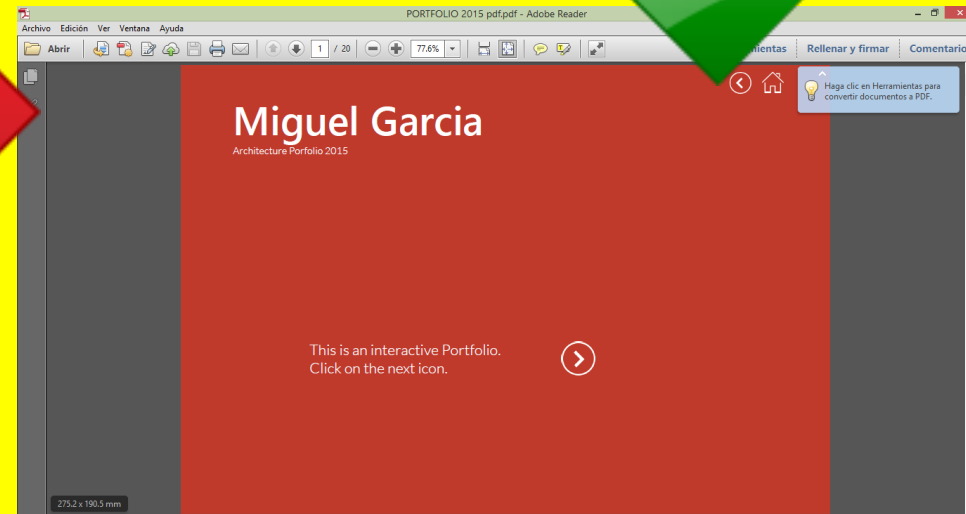 PORTFOLIO 2015 pdf.pdf - Adobe Reader
Archivo Edición Ver Ventana Ayuda
Abrir 1 / 20 77.6% Rellenar y firmar Comentario
Haga clic en Herramientas para
convertir documentos a PDF.
Miguel Garcia
Architecture Porfolio 2015
This is an interactive Portfolio.
Click on the next icon.
275.2 x 190.5 mm